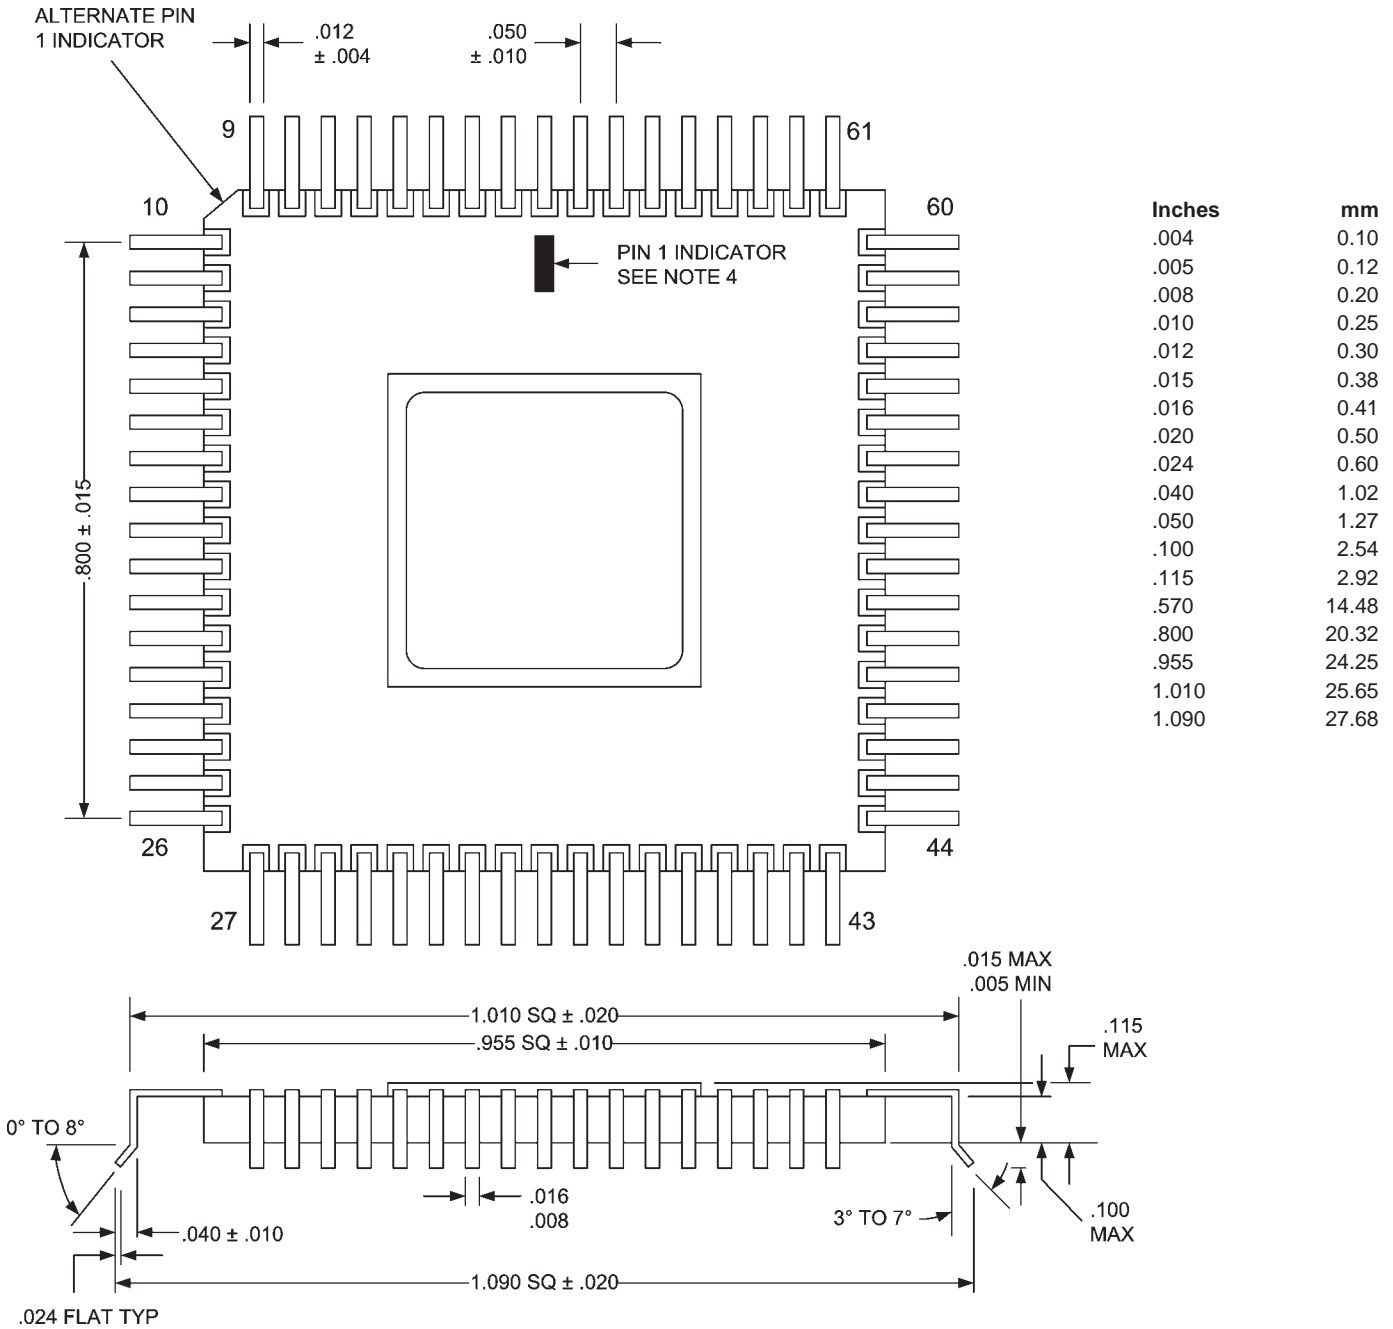 ALTERNATE PIN
1 INDICATOR
.012
± .004
.050
± .010
9
61
10
60
PIN 1 INDICATOR
SEE NOTE 4
.800 ± .015
26
44
27
43
Inches mm
.004 0.10
.005 0.12
.008 0.20
.010 0.25
.012 0.30
.015 0.38
.016 0.41
.020 0.50
.024 0.60
.040 1.02
.050 1.27
.100 2.54
.115 2.92
.570 14.48
.800 20.32
.955 24.25
1.010 25.65
1.090 27.68
.015 MAX
.005 MIN
1.010 SQ ± .020
.955 SQ ± .010
.115
MAX
0° TO 8°
.016
.008
.040 ± .010
3° TO 7°
.100
MAX
1.090 SQ ± .020
.024 FLAT TYP